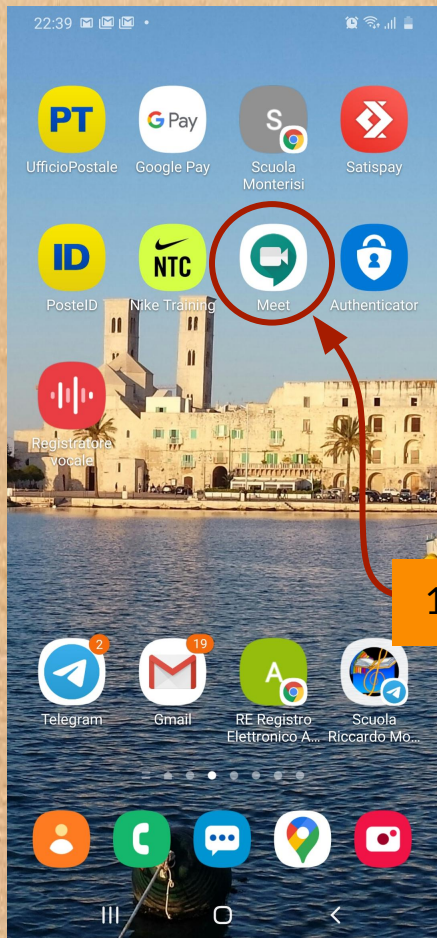 22:39
PT
G Pay
S
UfficioPostale
Google Pay
Scuola
Monterisi
Satispay
ID
NTC
PosteID
Nike Training
Meet
Authenticator
Registratore
vocale
1
2
19
A
Telegram
Gmail
RE Registro
Elettronico A...
Scuola
Riccardo Mo...